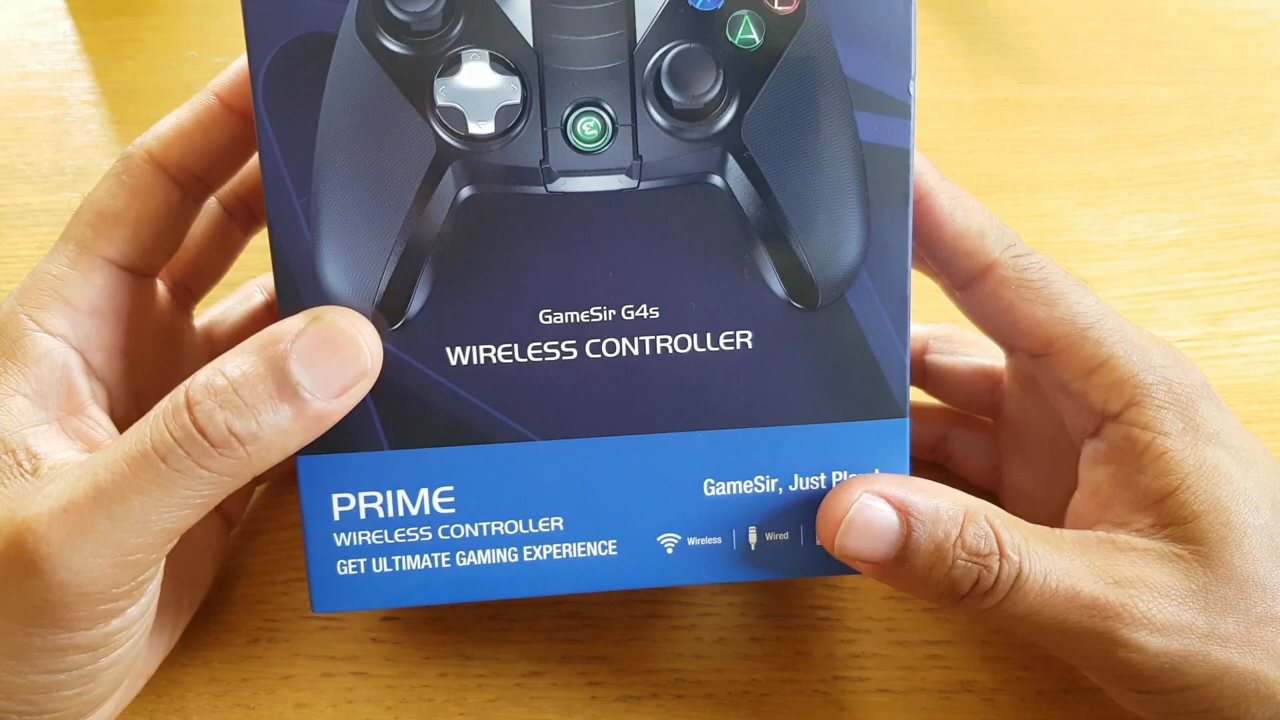 A
GameSir G4s
WIRELESS CONTROLLER
PRIME
WIRELESS CONTROLLER
GET ULTIMATE GAMING EXPERIENCE
GameSir, Just
Wireless
Wired